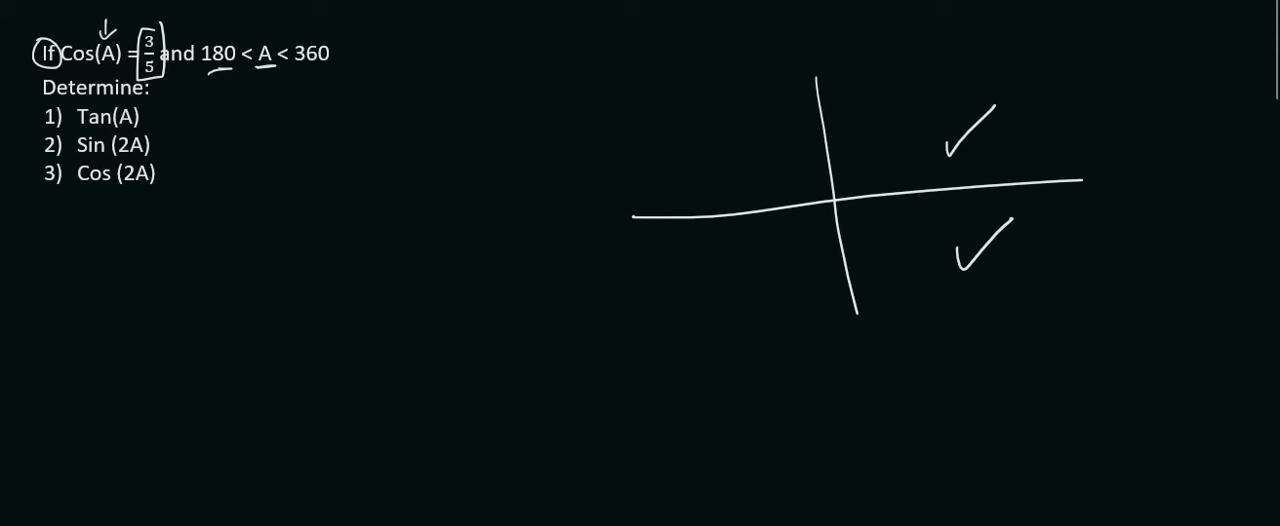 If Cos(A) = 3/5 and 180 < A < 360
Determine:
1) Tan(A)
2) Sin (2A)
3) Cos (2A)